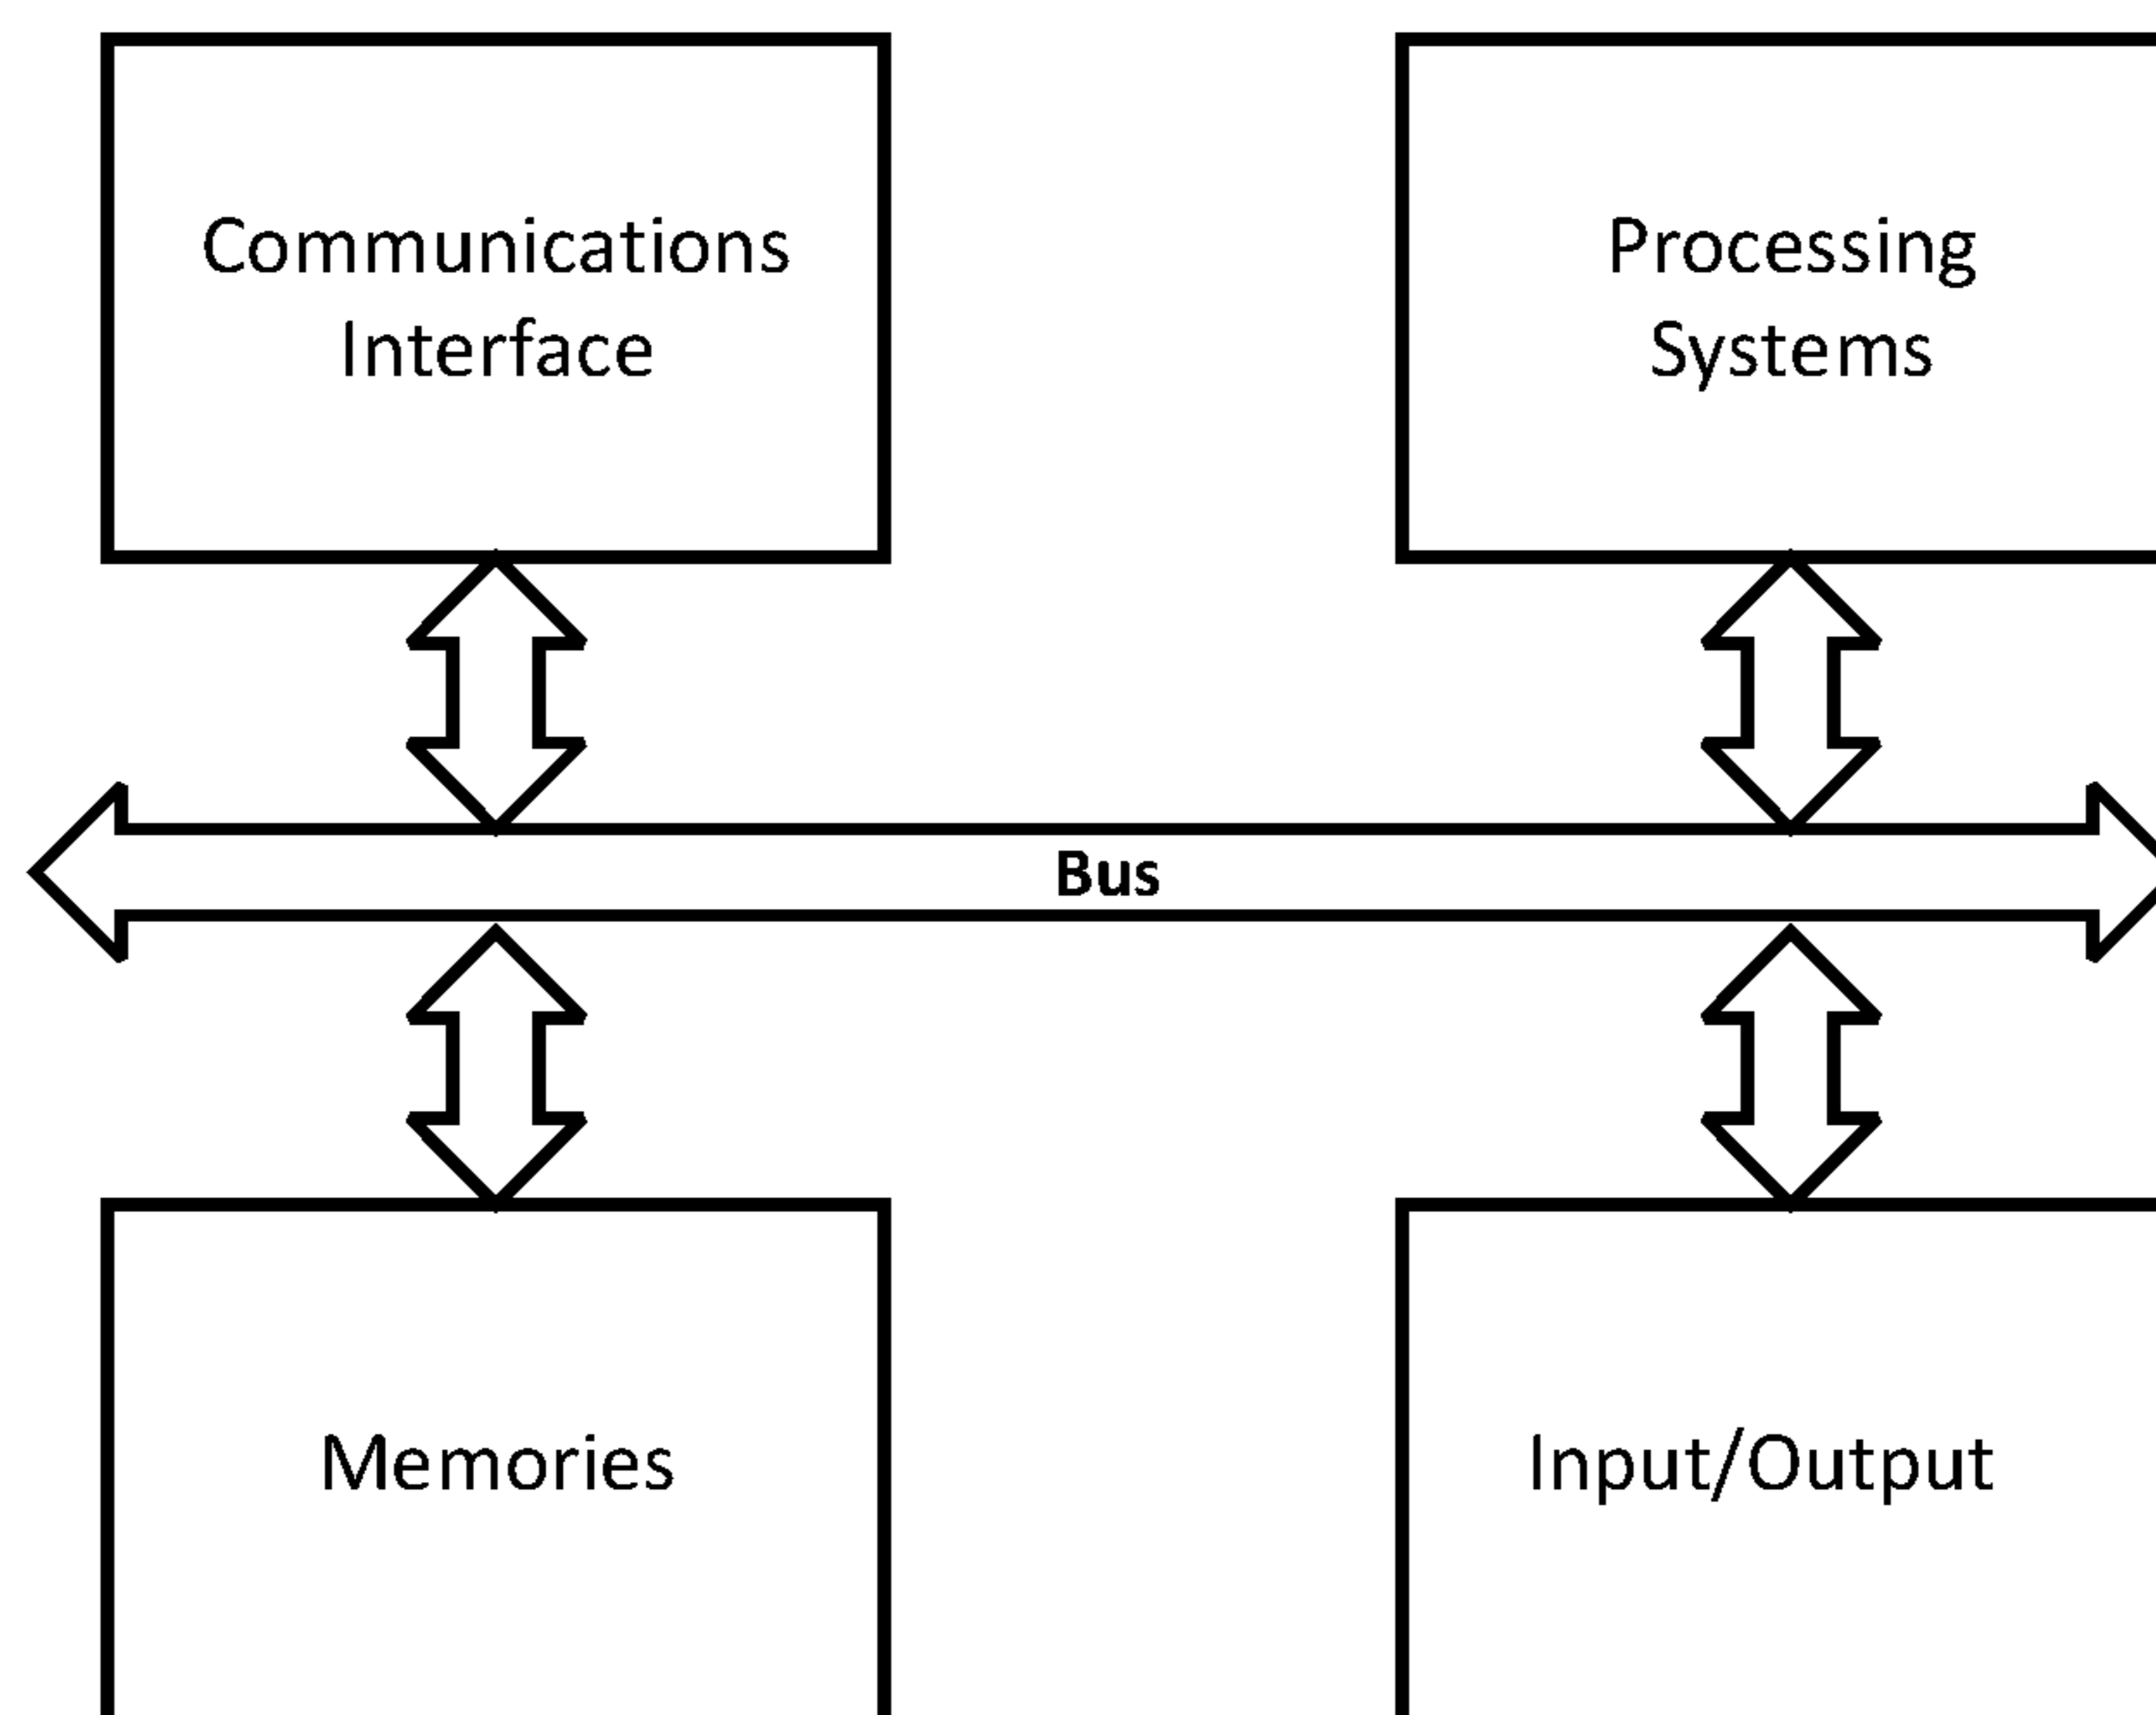 Communications
Interface
Processing
Systems
Bus
Memories
Input/Output